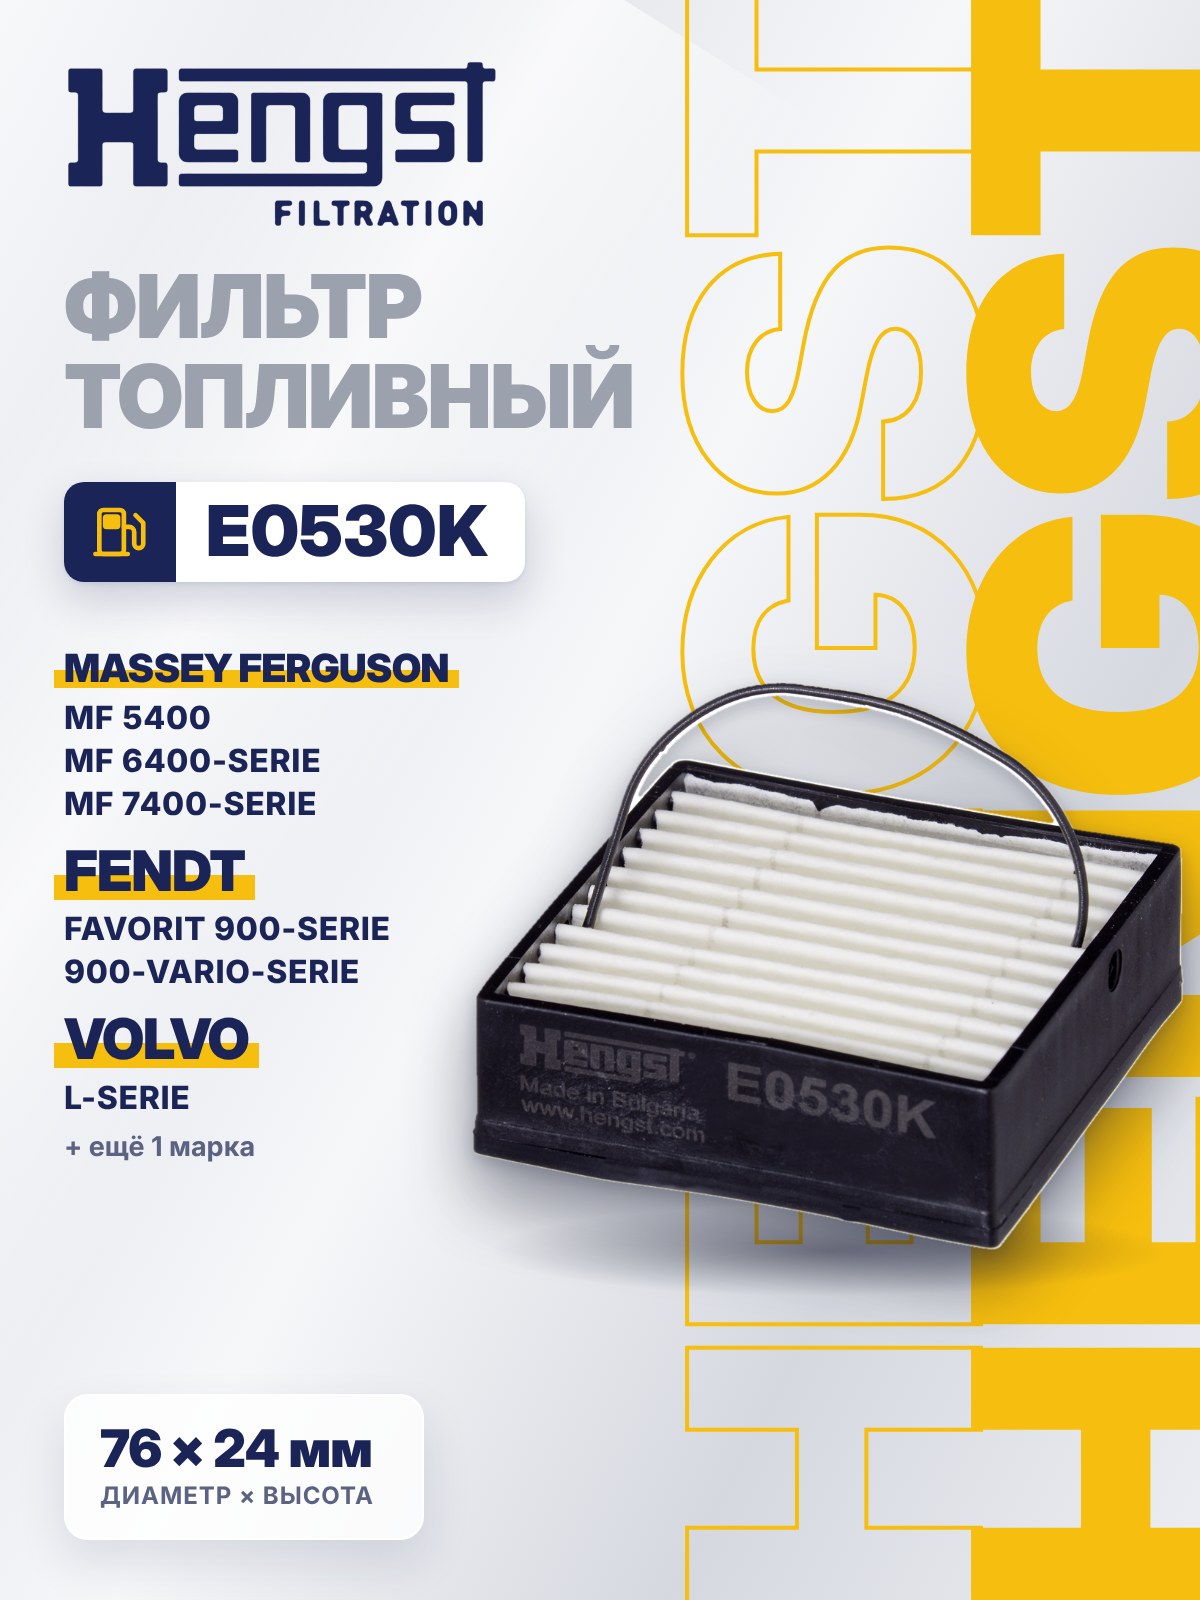 Hengst
FILTRATION
ФИЛЬТР
ТОПЛИВНЫЙ
E0530K
MASSEY FERGUSON
MF 5400
MF 6400-SERIE
MF 7400-SERIE
FENDT
FAVORIT 900-SERIE
900-VARIO-SERIE
VOLVO
L-SERIE
+ ещё 1 марка
Hengst
Made in Bulgaria
www.hengst.com
E0530K
76 × 24 мм
ДИАМЕТР × ВЫСОТА
HENGST
HENGST